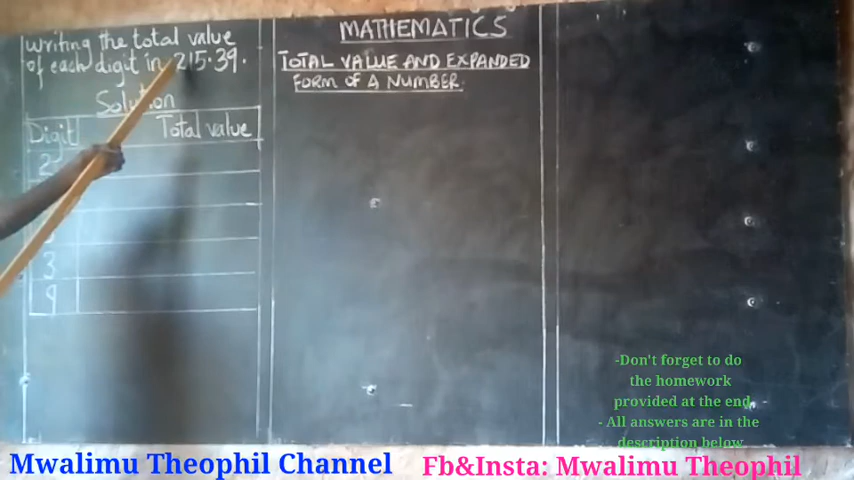 writing the total value
of each digit in 215.39.
Solution
Digit Total value
2
3
9
MATHEMATICS
TOTAL VALUE AND EXPANDED
FORM OF A NUMBER.
-Don't forget to do
the homework
provided at the end.
- All answers are in the
description below.
Mwalimu Theophil Channel
Fb&Insta: Mwalimu Theophil